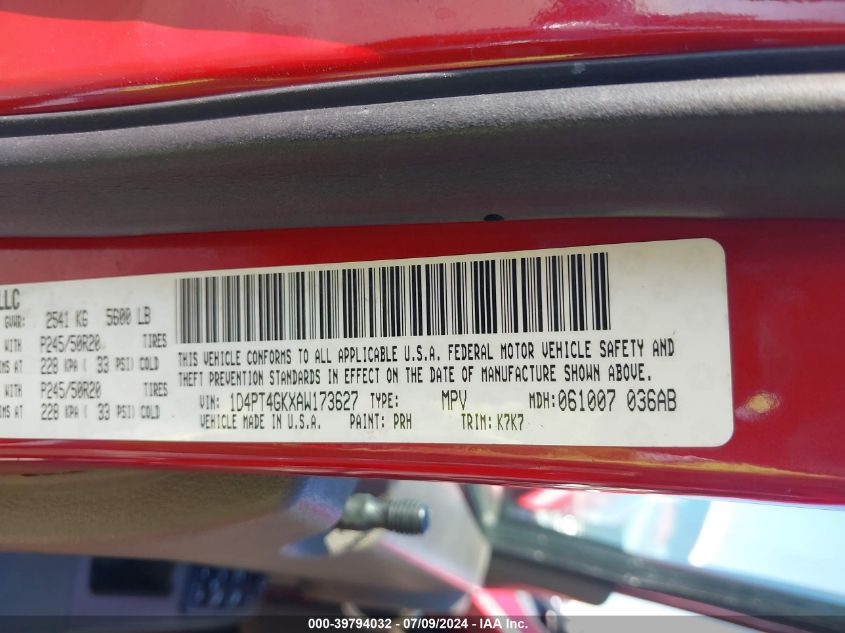 LLC
GVWR: 2541 KG 5600 LB
WITH P245/50R20 TIRES
MS AT 228 KPA ( 33 PSI) COLD
WITH P245/50R20 TIRES
MS AT 228 KPA ( 33 PSI) COLD
THIS VEHICLE CONFORMS TO ALL APPLICABLE U.S.A. FEDERAL MOTOR VEHICLE SAFETY AND
THEFT PREVENTION STANDARDS IN EFFECT ON THE DATE OF MANUFACTURE SHOWN ABOVE.
VIN: 1D4PT4GKXAW173627 TYPE: MPV MDH:061007 036AB
VEHICLE MADE IN U.S.A. PAINT: PRH TRIM: K7K7
000-39794032 - 07/09/2024 - IAA Inc.